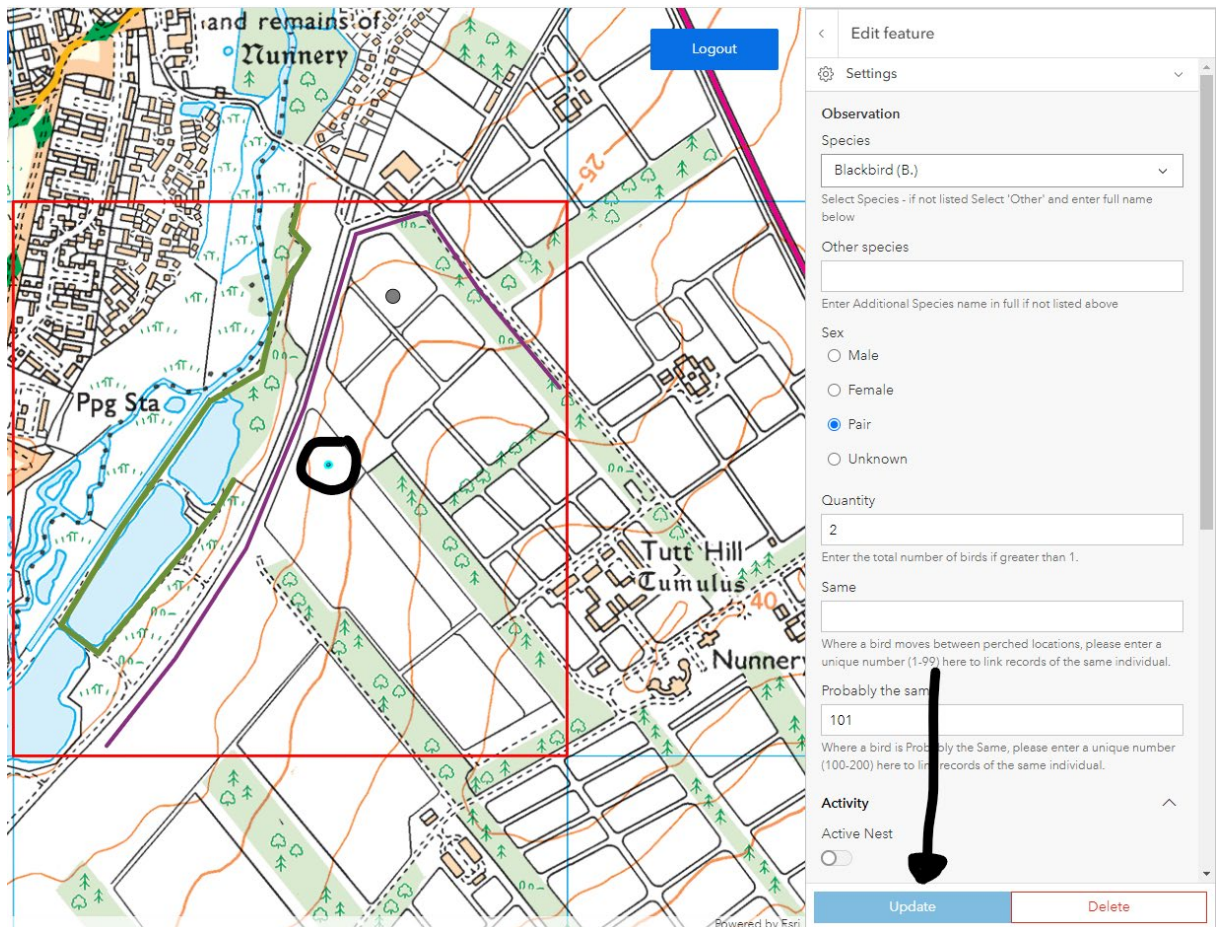 and remains of
Nunnery
Logout
25
Ppg Sta
Tutt Hill
Tumulus
40
Nunner
Powered by Esri
Edit feature
Settings
Observation
Species
Blackbird (B.)
Select Species - if not listed Select 'Other' and enter full name
below
Other species
Enter Additional Species name in full if not listed above
Sex
Male
Female
Pair
Unknown
Quantity
2
Enter the total number of birds if greater than 1.
Same
Where a bird moves between perched locations, please enter a
unique number (1-99) here to link records of the same individual.
Probably the sam
101
Where a bird is Probably the Same, please enter a unique number
(100-200) here to link records of the same individual.
Activity
Active Nest
Update
Delete